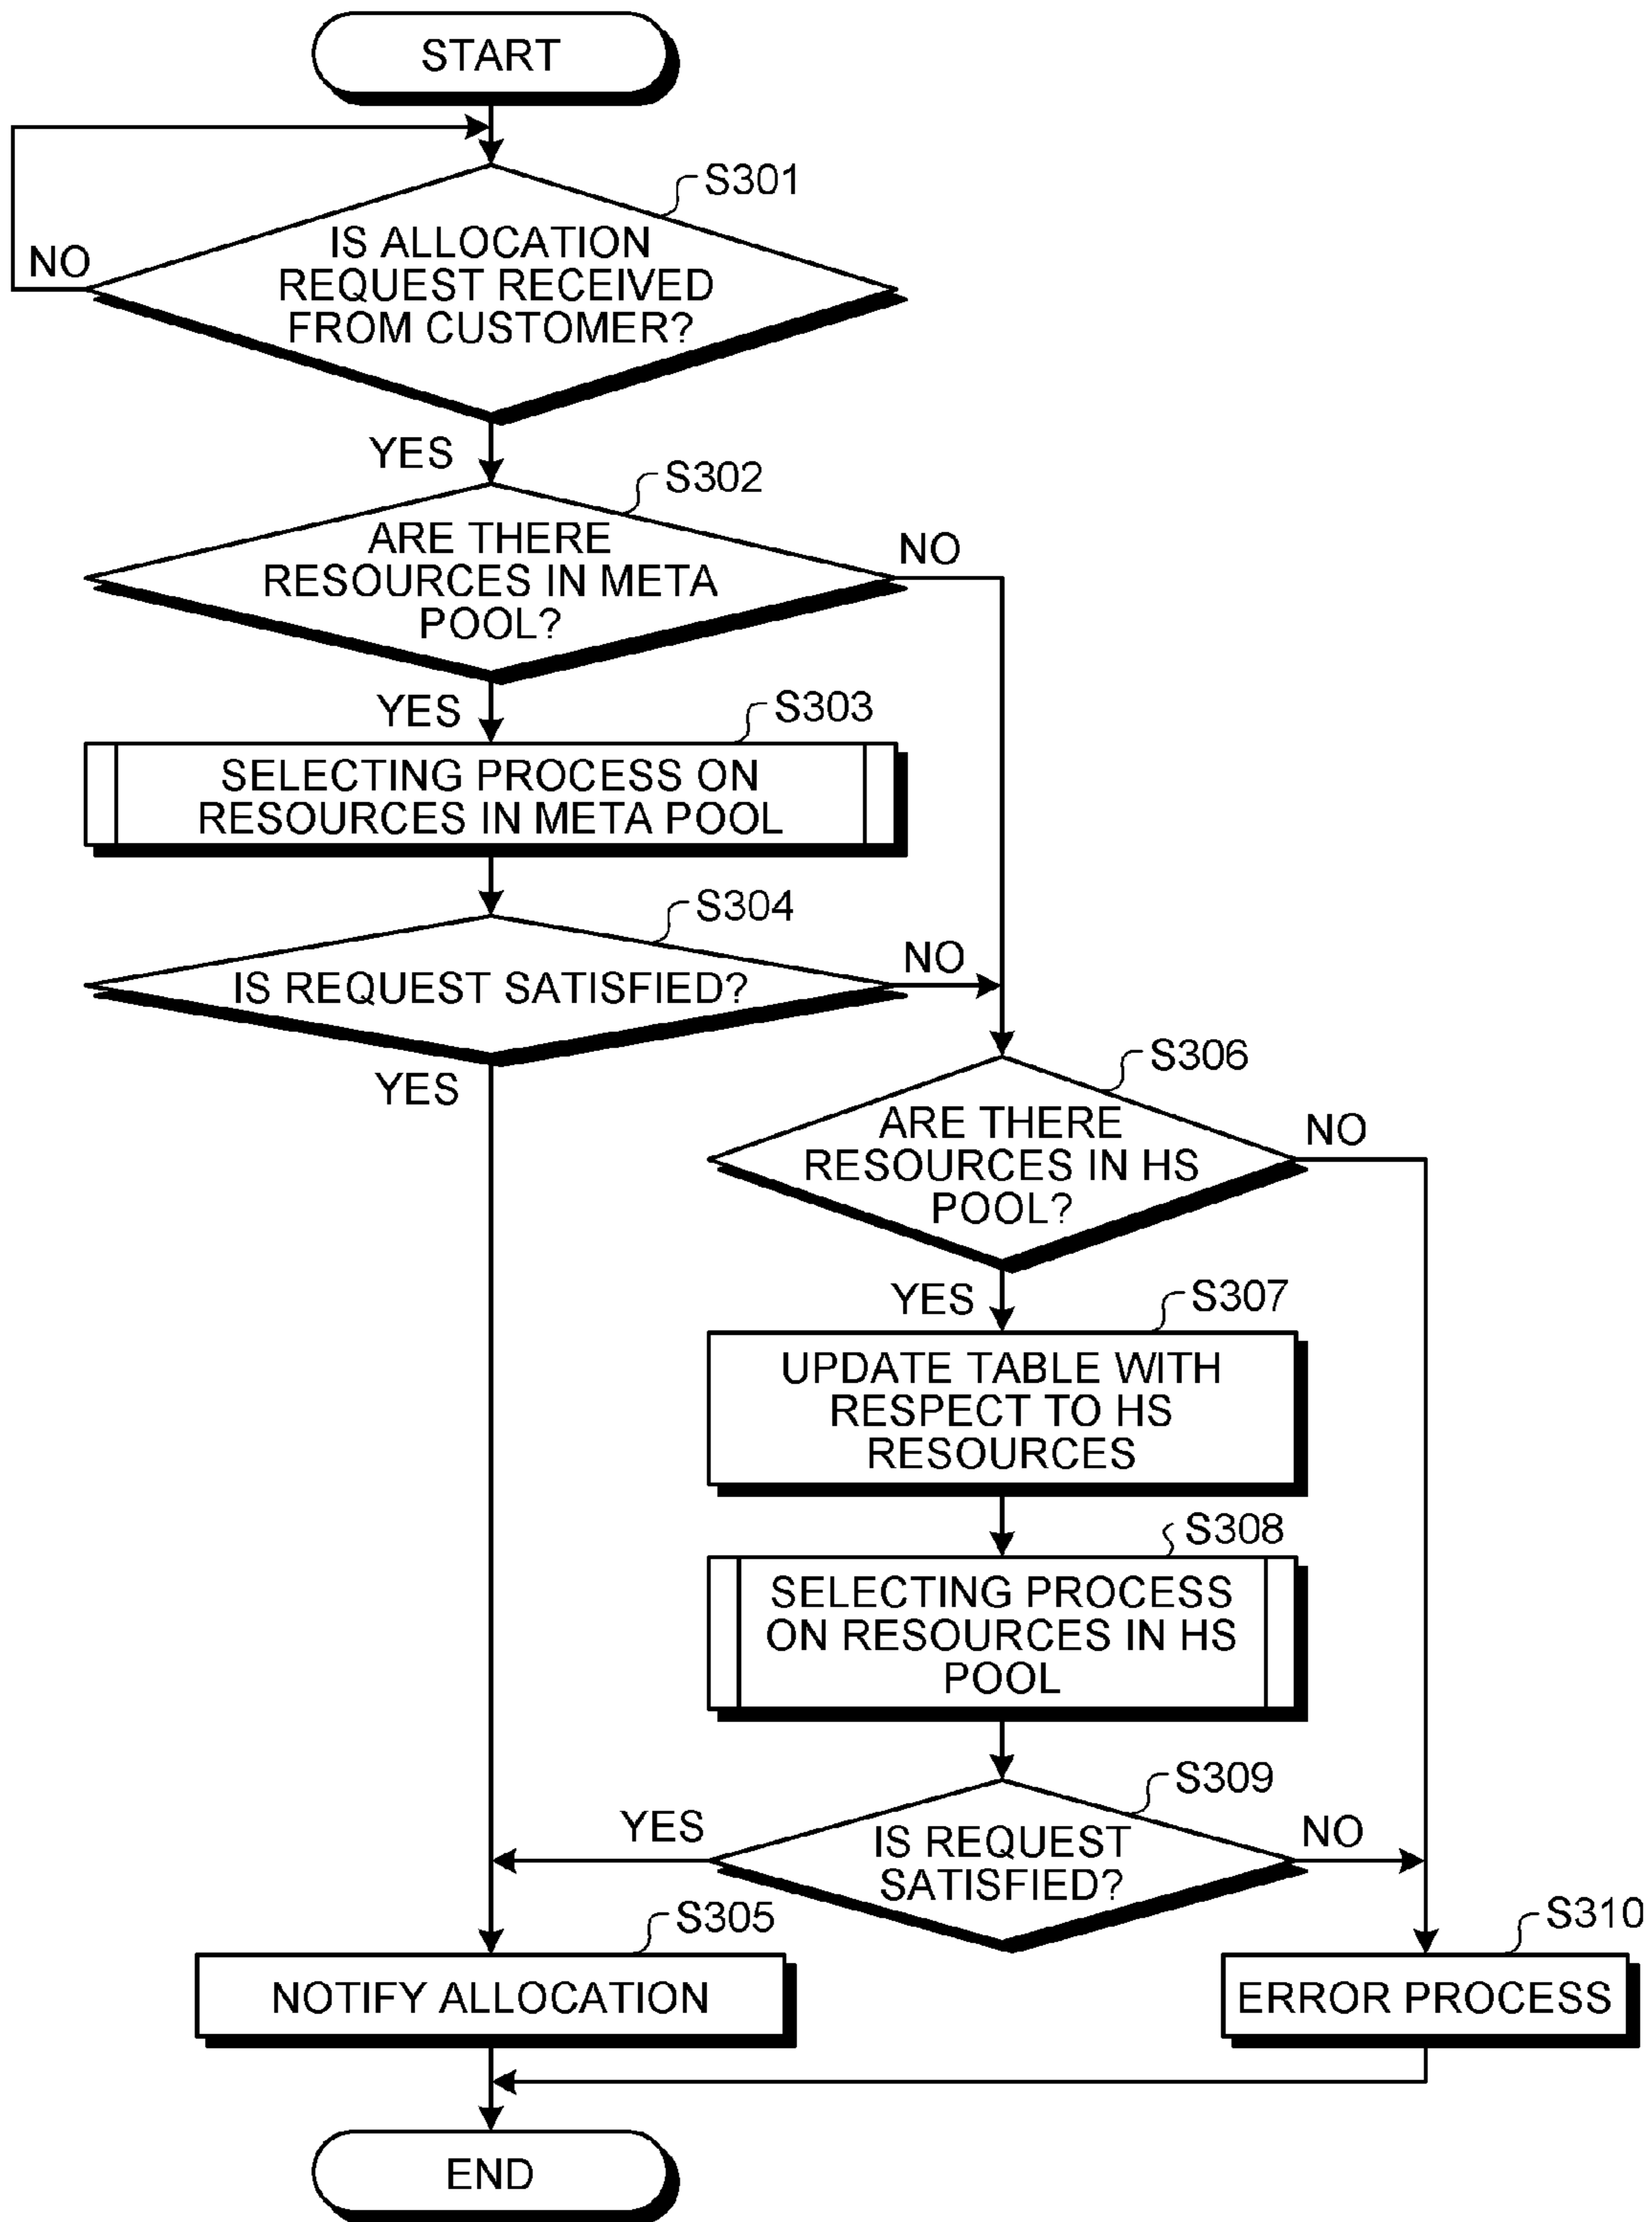 START
S301
IS ALLOCATION
REQUEST RECEIVED
FROM CUSTOMER?
NO
YES
S302
ARE THERE
RESOURCES IN META
POOL?
NO
YES
S303
SELECTING PROCESS ON
RESOURCES IN META POOL
S304
IS REQUEST SATISFIED?
NO
YES
S306
ARE THERE
RESOURCES IN HS
POOL?
NO
YES
S307
UPDATE TABLE WITH
RESPECT TO HS
RESOURCES
S308
SELECTING PROCESS
ON RESOURCES IN HS
POOL
S309
IS REQUEST
SATISFIED?
YES
NO
S305
NOTIFY ALLOCATION
S310
ERROR PROCESS
END